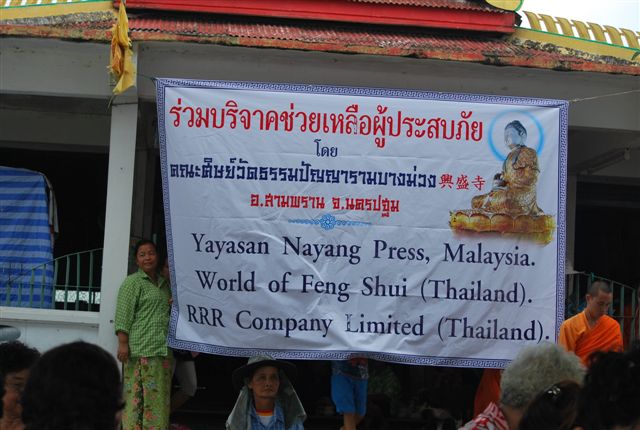 ร่วมบริจาคช่วยเหลือผู้ประสบภัย
โดย
คณะศิษย์วัดธรรมปัญญารามบางม่วง 興盛寺
อ.สามพราน จ.นครปฐม
Yayasan Nayang Press, Malaysia.
World of Feng Shui (Thailand).
RRR Company Limited (Thailand).